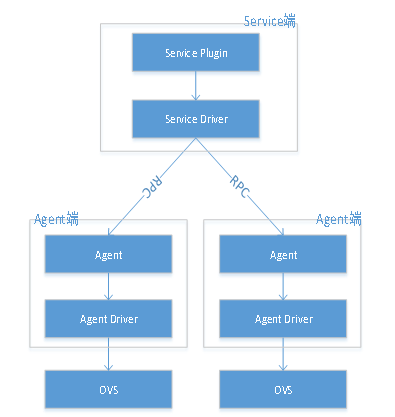 Service端
Service Plugin
Service Driver
RPC
RPC
Agent端
Agent端
Agent
Agent
Agent Driver
Agent Driver
OVS
OVS